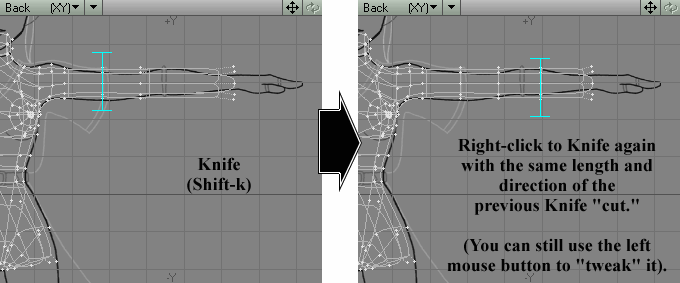 Back (XY)
+Y
Knife
(Shift-k)
-Y
Back (XY)
+Y
Right-click to Knife again
with the same length and
direction of the
previous Knife "cut."
(You can still use the left
mouse button to "tweak" it).
-Y